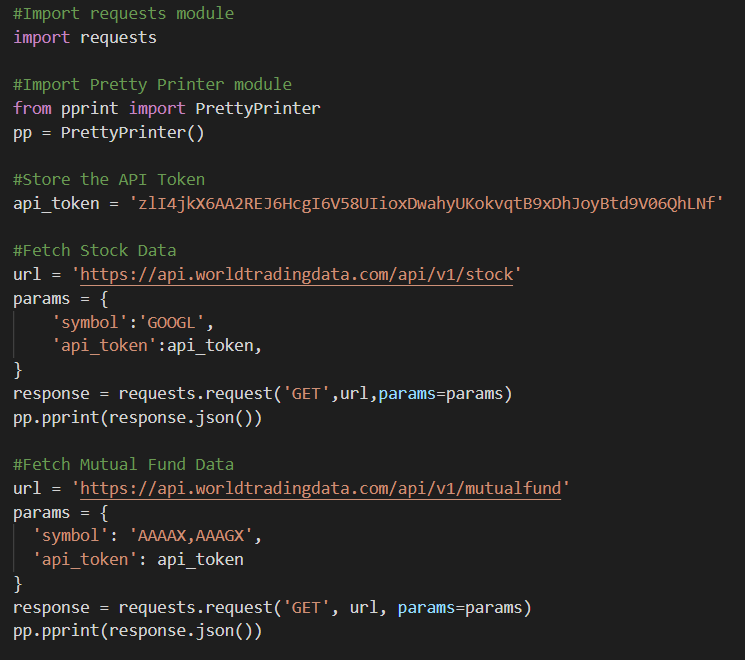 #Import requests module
import requests
#Import Pretty Printer module
from pprint import PrettyPrinter
pp = PrettyPrinter()
#Store the API Token
api_token = 'zlI4jkX6AA2REJ6HcgI6V58UIioxDwahyUKokvqtB9xDhJoyBtd9V06QhLNf'
#Fetch Stock Data
url = 'https://api.worldtradingdata.com/api/v1/stock'
params = {
    'symbol':'GOOGL',
    'api_token':api_token,
}
response = requests.request('GET',url,params=params)
pp.pprint(response.json())
#Fetch Mutual Fund Data
url = 'https://api.worldtradingdata.com/api/v1/mutualfund'
params = {
  'symbol': 'AAAAX,AAAGX',
  'api_token': api_token
}
response = requests.request('GET', url, params=params)
pp.pprint(response.json())